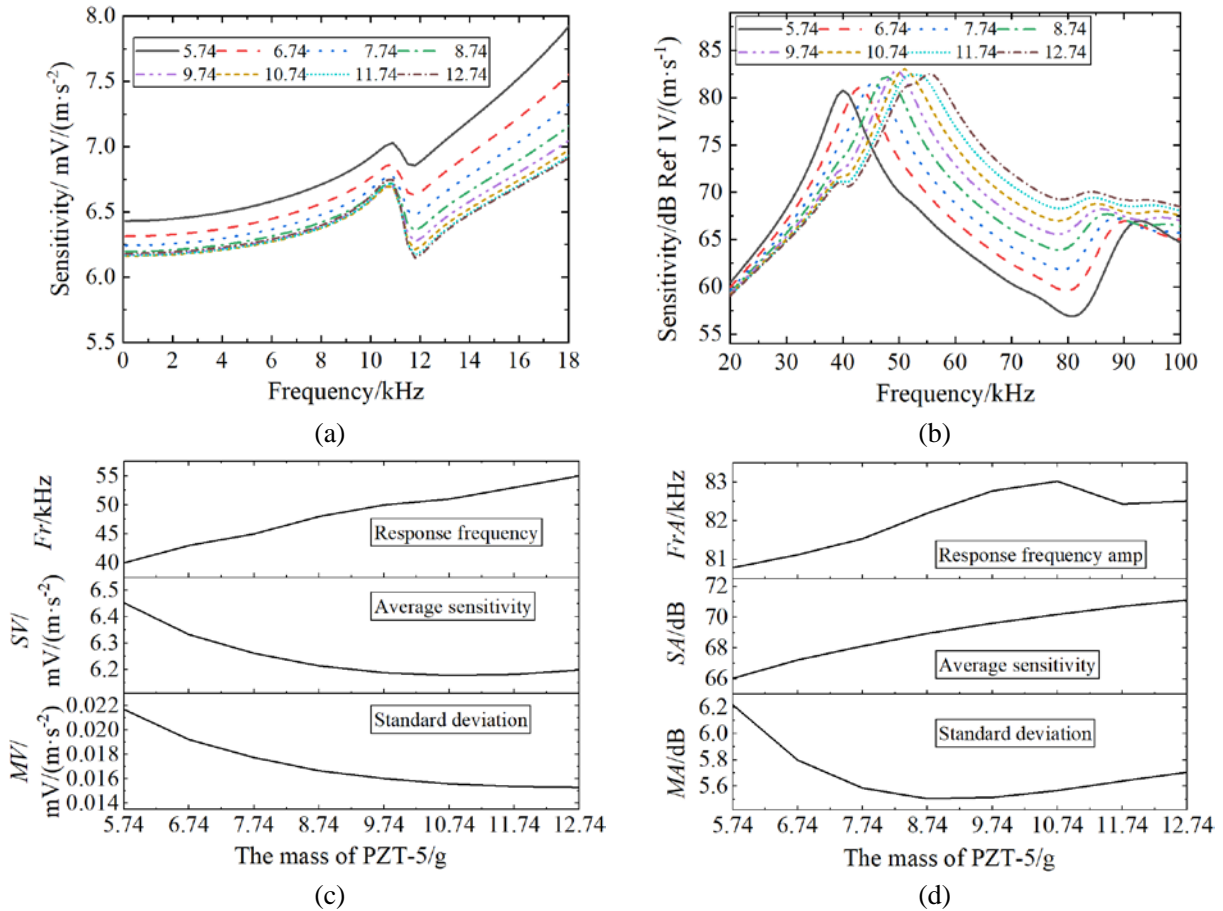 8.0
7.5
7.0
6.5
6.0
5.5
Sensitivity/ mV/(m·s⁻²)
5.74 6.74 7.74 8.74
9.74 10.74 11.74 12.74
0 2 4 6 8 10 12 14 16 18
Frequency/kHz
(a)
85
80
75
70
65
60
55
Sensitivity/dB Ref 1 V/(m·s⁻¹)
5.74 6.74 7.74 8.74
9.74 10.74 11.74 12.74
20 30 40 50 60 70 80 90 100
Frequency/kHz
(b)
Fr/kHz
55
50
45
40
Response frequency
SV/
mV/(m·s⁻²)
6.5
6.4
6.3
6.2
Average sensitivity
MV/
mV/(m·s⁻²)
0.022
0.020
0.018
0.016
0.014
Standard deviation
5.74 6.74 7.74 8.74 9.74 10.74 11.74 12.74
The mass of PZT-5/g
(c)
FrA/kHz
83
82
81
Response frequency amp
SA/dB
72
70
68
66
Average sensitivity
MA/dB
6.2
6.0
5.8
5.6
Standard deviation
5.74 6.74 7.74 8.74 9.74 10.74 11.74 12.74
The mass of PZT-5/g
(d)